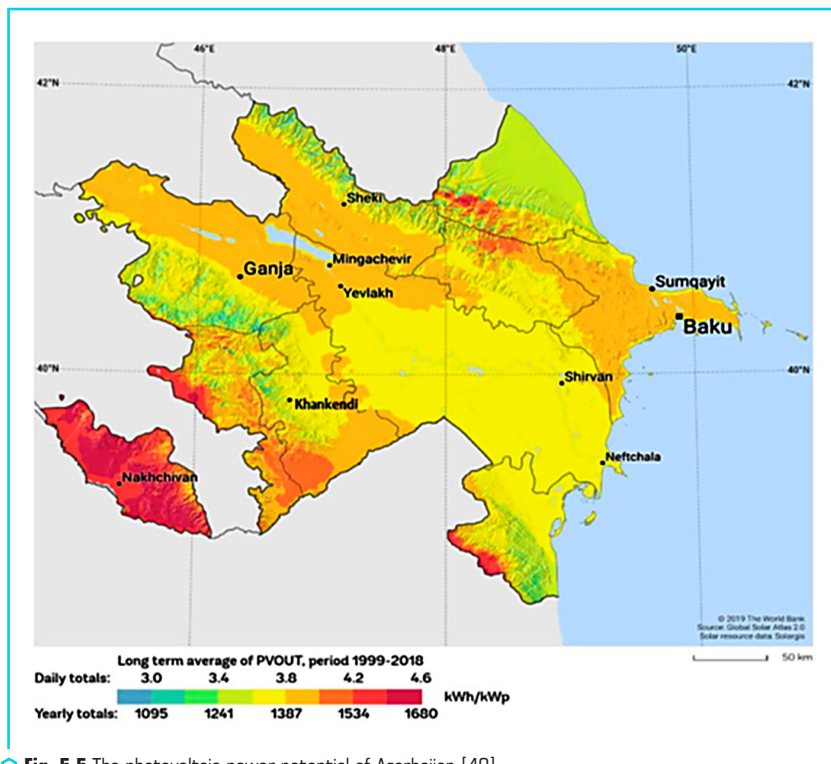 46°E 48°E 50°E
42°N 42°N
Sheki
Mingachevir
Ganja
Yevlakh
Sumqayit
Baku
40°N 40°N
Shirvan
Khankendi
Neftchala
Nakhchivan
© 2019 The World Bank
Source: Global Solar Atlas 2.0
Solar resource data: Solargis
50 km
Long term average of PVOUT, period 1999-2018
Daily totals: 3.0 3.4 3.8 4.2 4.6
kWh/kWp
Yearly totals: 1095 1241 1387 1534 1680